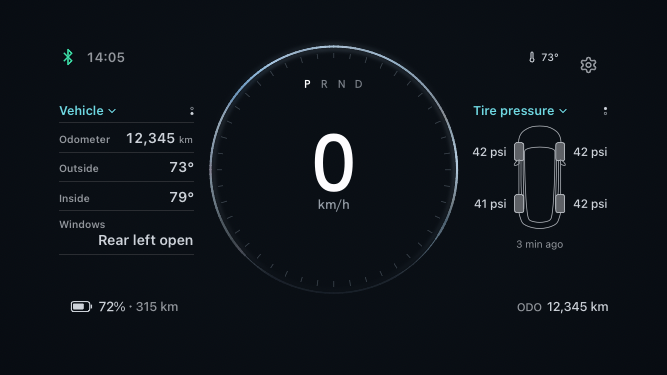 14:05
73°
P R N D
Vehicle
Odometer 12,345 km
Outside 73°
Inside 79°
Windows
Rear left open
0
km/h
Tire pressure
42 psi 42 psi
41 psi 42 psi
3 min ago
72% · 315 km
ODO 12,345 km